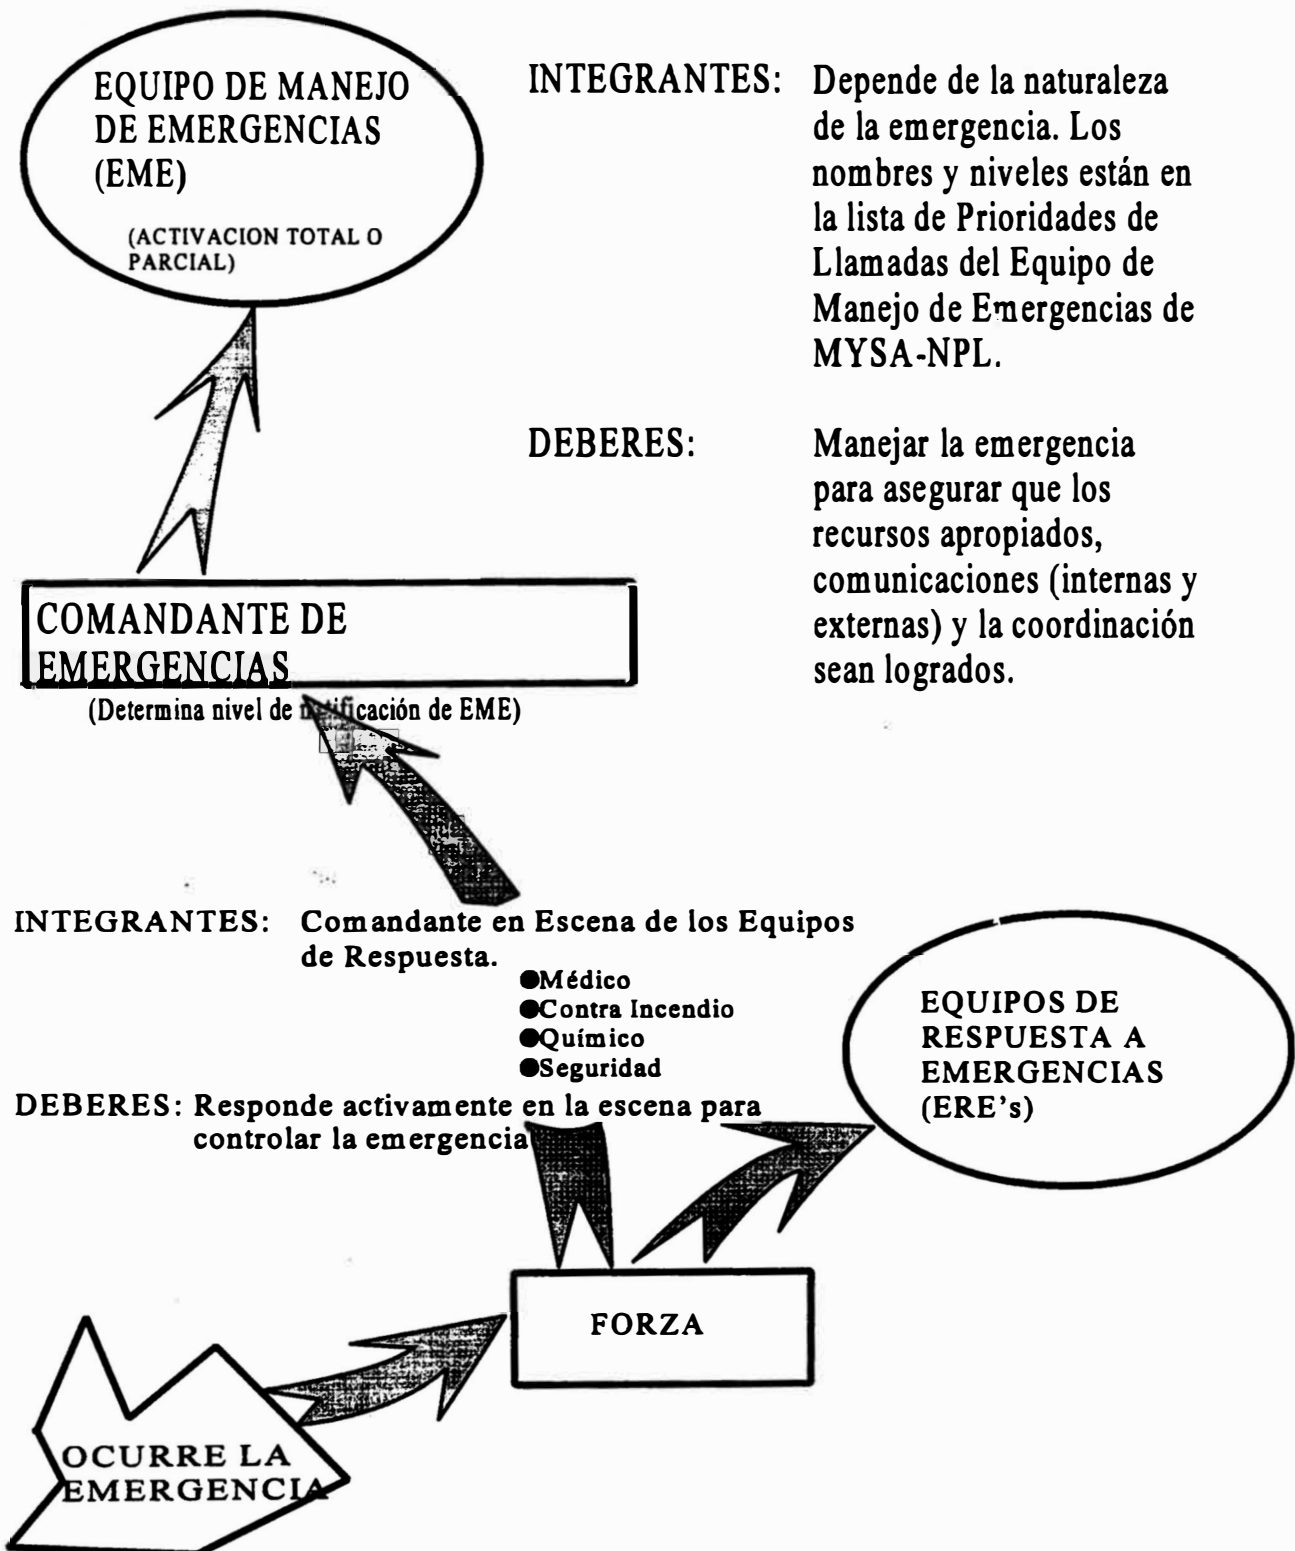 EQUIPO DE MANEJO
DE EMERGENCIAS
(EME)
(ACTIVACION TOTAL O
PARCIAL)
INTEGRANTES: Depende de la naturaleza
de la emergencia. Los
nombres y niveles están en
la lista de Prioridades de
Llamadas del Equipo de
Manejo de Emergencias de
MYSA-NPL.
DEBERES: Manejar la emergencia
para asegurar que los
recursos apropiados,
comunicaciones (internas y
externas) y la coordinación
sean logrados.
COMANDANTE DE
EMERGENCIAS
(Determina nivel de notificación de EME)
INTEGRANTES: Comandante en Escena de los Equipos
de Respuesta.
●Médico
●Contra Incendio
●Químico
●Seguridad
DEBERES: Responde activamente en la escena para
controlar la emergencia
EQUIPOS DE
RESPUESTA A
EMERGENCIAS
(ERE's)
FORZA
OCURRE LA
EMERGENCIA